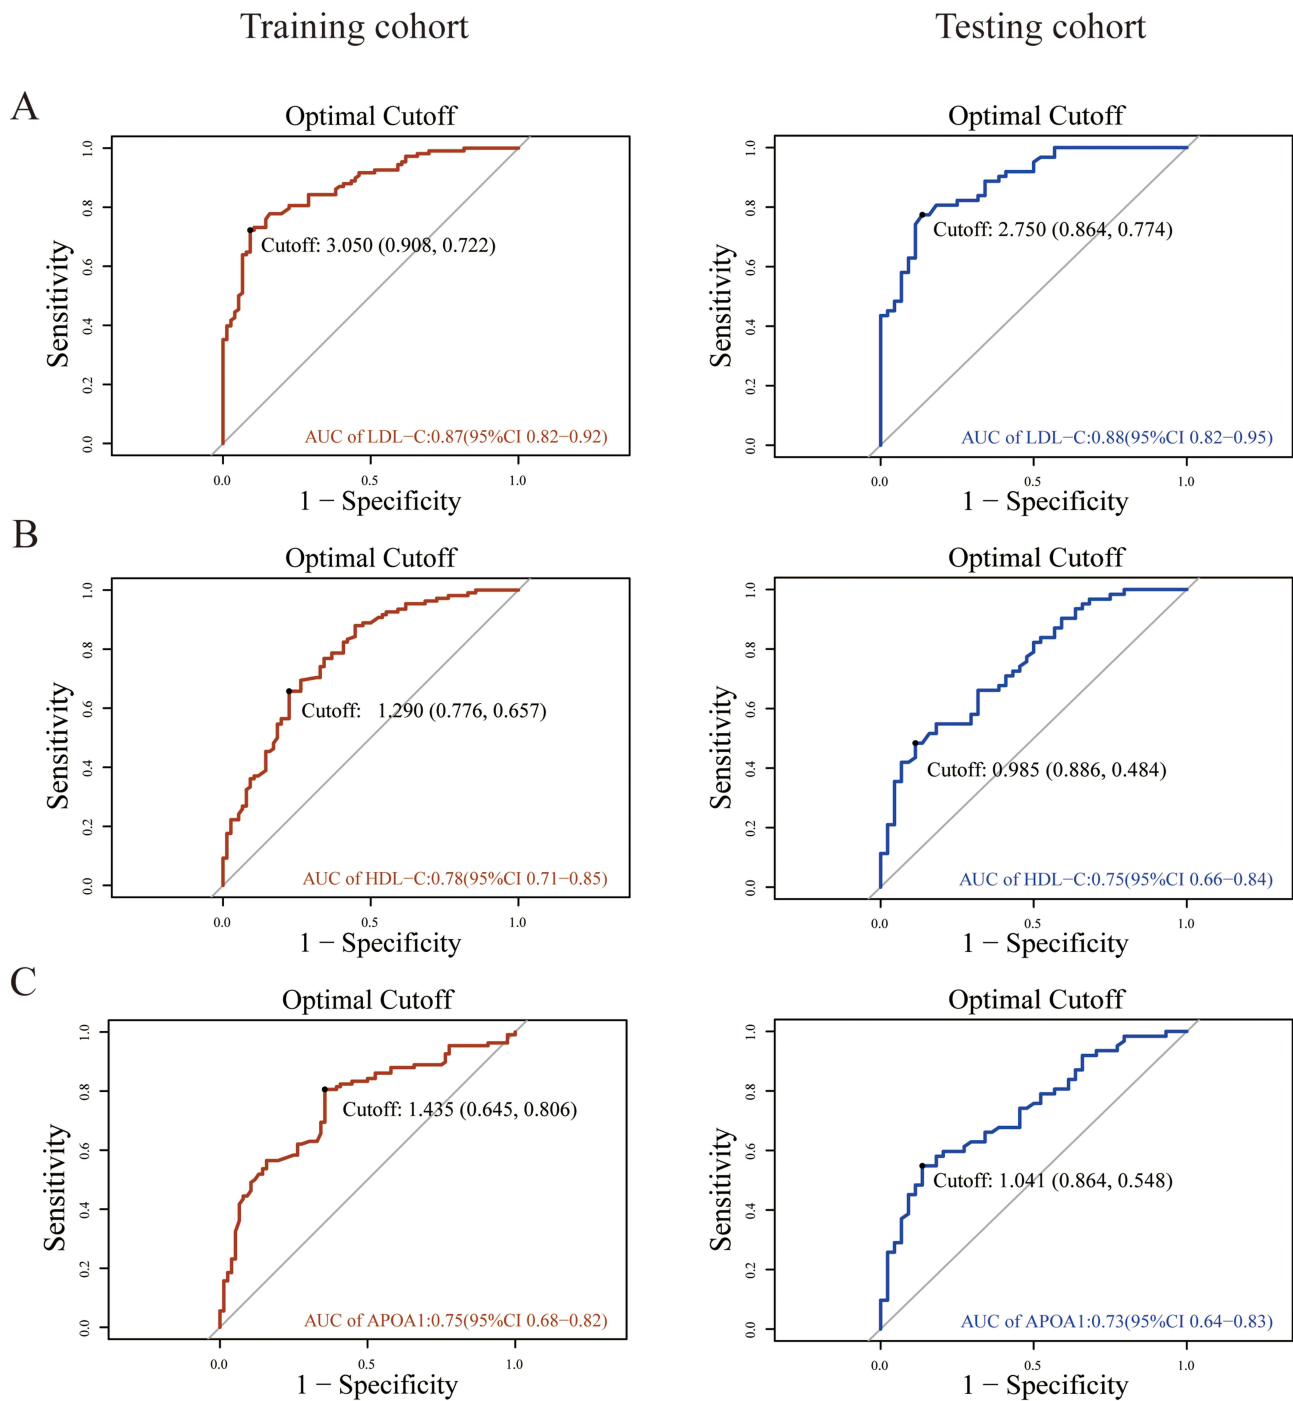 Training cohort
Testing cohort
A
Optimal Cutoff
Sensitivity
0.0 0.2 0.4 0.6 0.8 1.0
Cutoff: 3.050 (0.908, 0.722)
AUC of LDL−C:0.87(95%CI 0.82−0.92)
0.0 0.5 1.0
1 − Specificity
Optimal Cutoff
Sensitivity
0.0 0.2 0.4 0.6 0.8 1.0
Cutoff: 2.750 (0.864, 0.774)
AUC of LDL−C:0.88(95%CI 0.82−0.95)
0.0 0.5 1.0
1 − Specificity
B
Optimal Cutoff
Sensitivity
0.0 0.2 0.4 0.6 0.8 1.0
Cutoff: 1.290 (0.776, 0.657)
AUC of HDL−C:0.78(95%CI 0.71−0.85)
0.0 0.5 1.0
1 − Specificity
Optimal Cutoff
Sensitivity
0.0 0.2 0.4 0.6 0.8 1.0
Cutoff: 0.985 (0.886, 0.484)
AUC of HDL−C:0.75(95%CI 0.66−0.84)
0.0 0.5 1.0
1 − Specificity
C
Optimal Cutoff
Sensitivity
0.0 0.2 0.4 0.6 0.8 1.0
Cutoff: 1.435 (0.645, 0.806)
AUC of APOA1:0.75(95%CI 0.68−0.82)
0.0 0.5 1.0
1 − Specificity
Optimal Cutoff
Sensitivity
0.0 0.2 0.4 0.6 0.8 1.0
Cutoff: 1.041 (0.864, 0.548)
AUC of APOA1:0.73(95%CI 0.64−0.83)
0.0 0.5 1.0
1 − Specificity